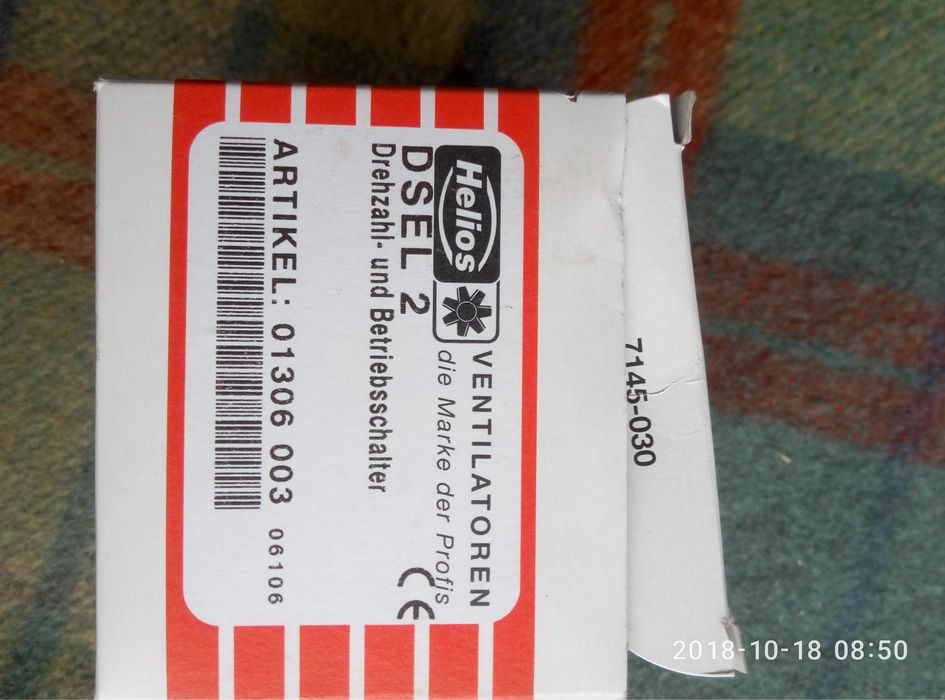 Helios
VENTILATOREN
die Marke der Profis
DSEL 2
Drehzahl- und Betriebsschalter
CE
ARTIKEL: 01306 003 06106
7145-030
2018-10-18 08:50